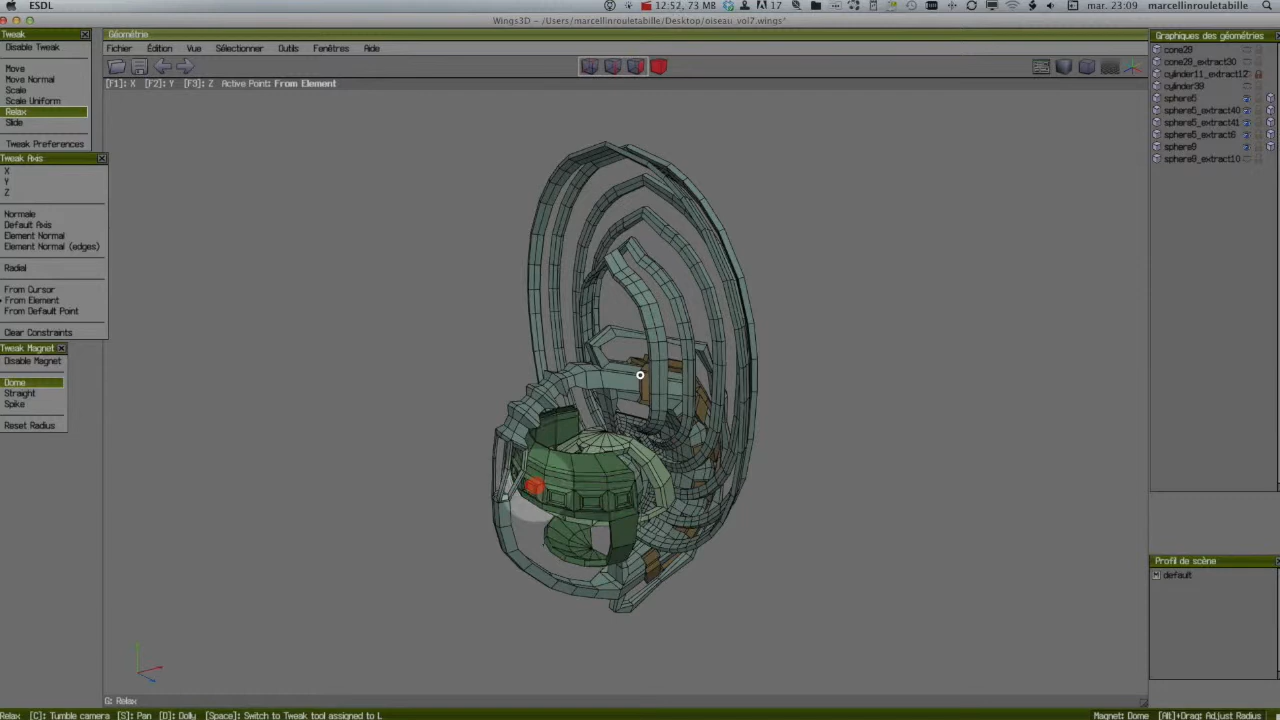 ESDL 12:52, 73 MB 17 mar. 23:09 marcellinrouletabille
Wings3D – /Users/marcellinrouletabille/Desktop/oiseau_vol7.wings*
Tweak
Disable Tweak
Move
Move Normal
Scale
Scale Uniform
Relax
Slide
Tweak Preferences
Tweak Axis
X
Y
Z
Normale
Default Axis
Element Normal
Element Normal (edges)
Radial
From Cursor
From Element
From Default Point
Clear Constraints
Tweak Magnet
Disable Magnet
Dome
Straight
Spike
Reset Radius
Géométrie
Fichier Édition Vue Sélectionner Outils Fenêtres Aide
[F1]: X [F2]: Y [F3]: Z Active Point: From Element
G: Relax
Graphiques des géométries
cone29
cone29_extract30
cylinder11_extract12
cylinder39
sphere5
sphere5_extract40
sphere5_extract41
sphere5_extract6
sphere9
sphere9_extract10
Profil de scène
default
Relax [C]: Tumble camera [S]: Pan [D]: Dolly [Space]: Switch to Tweak tool assigned to L Magnet: Dome [Alt]+Drag: Adjust Radius